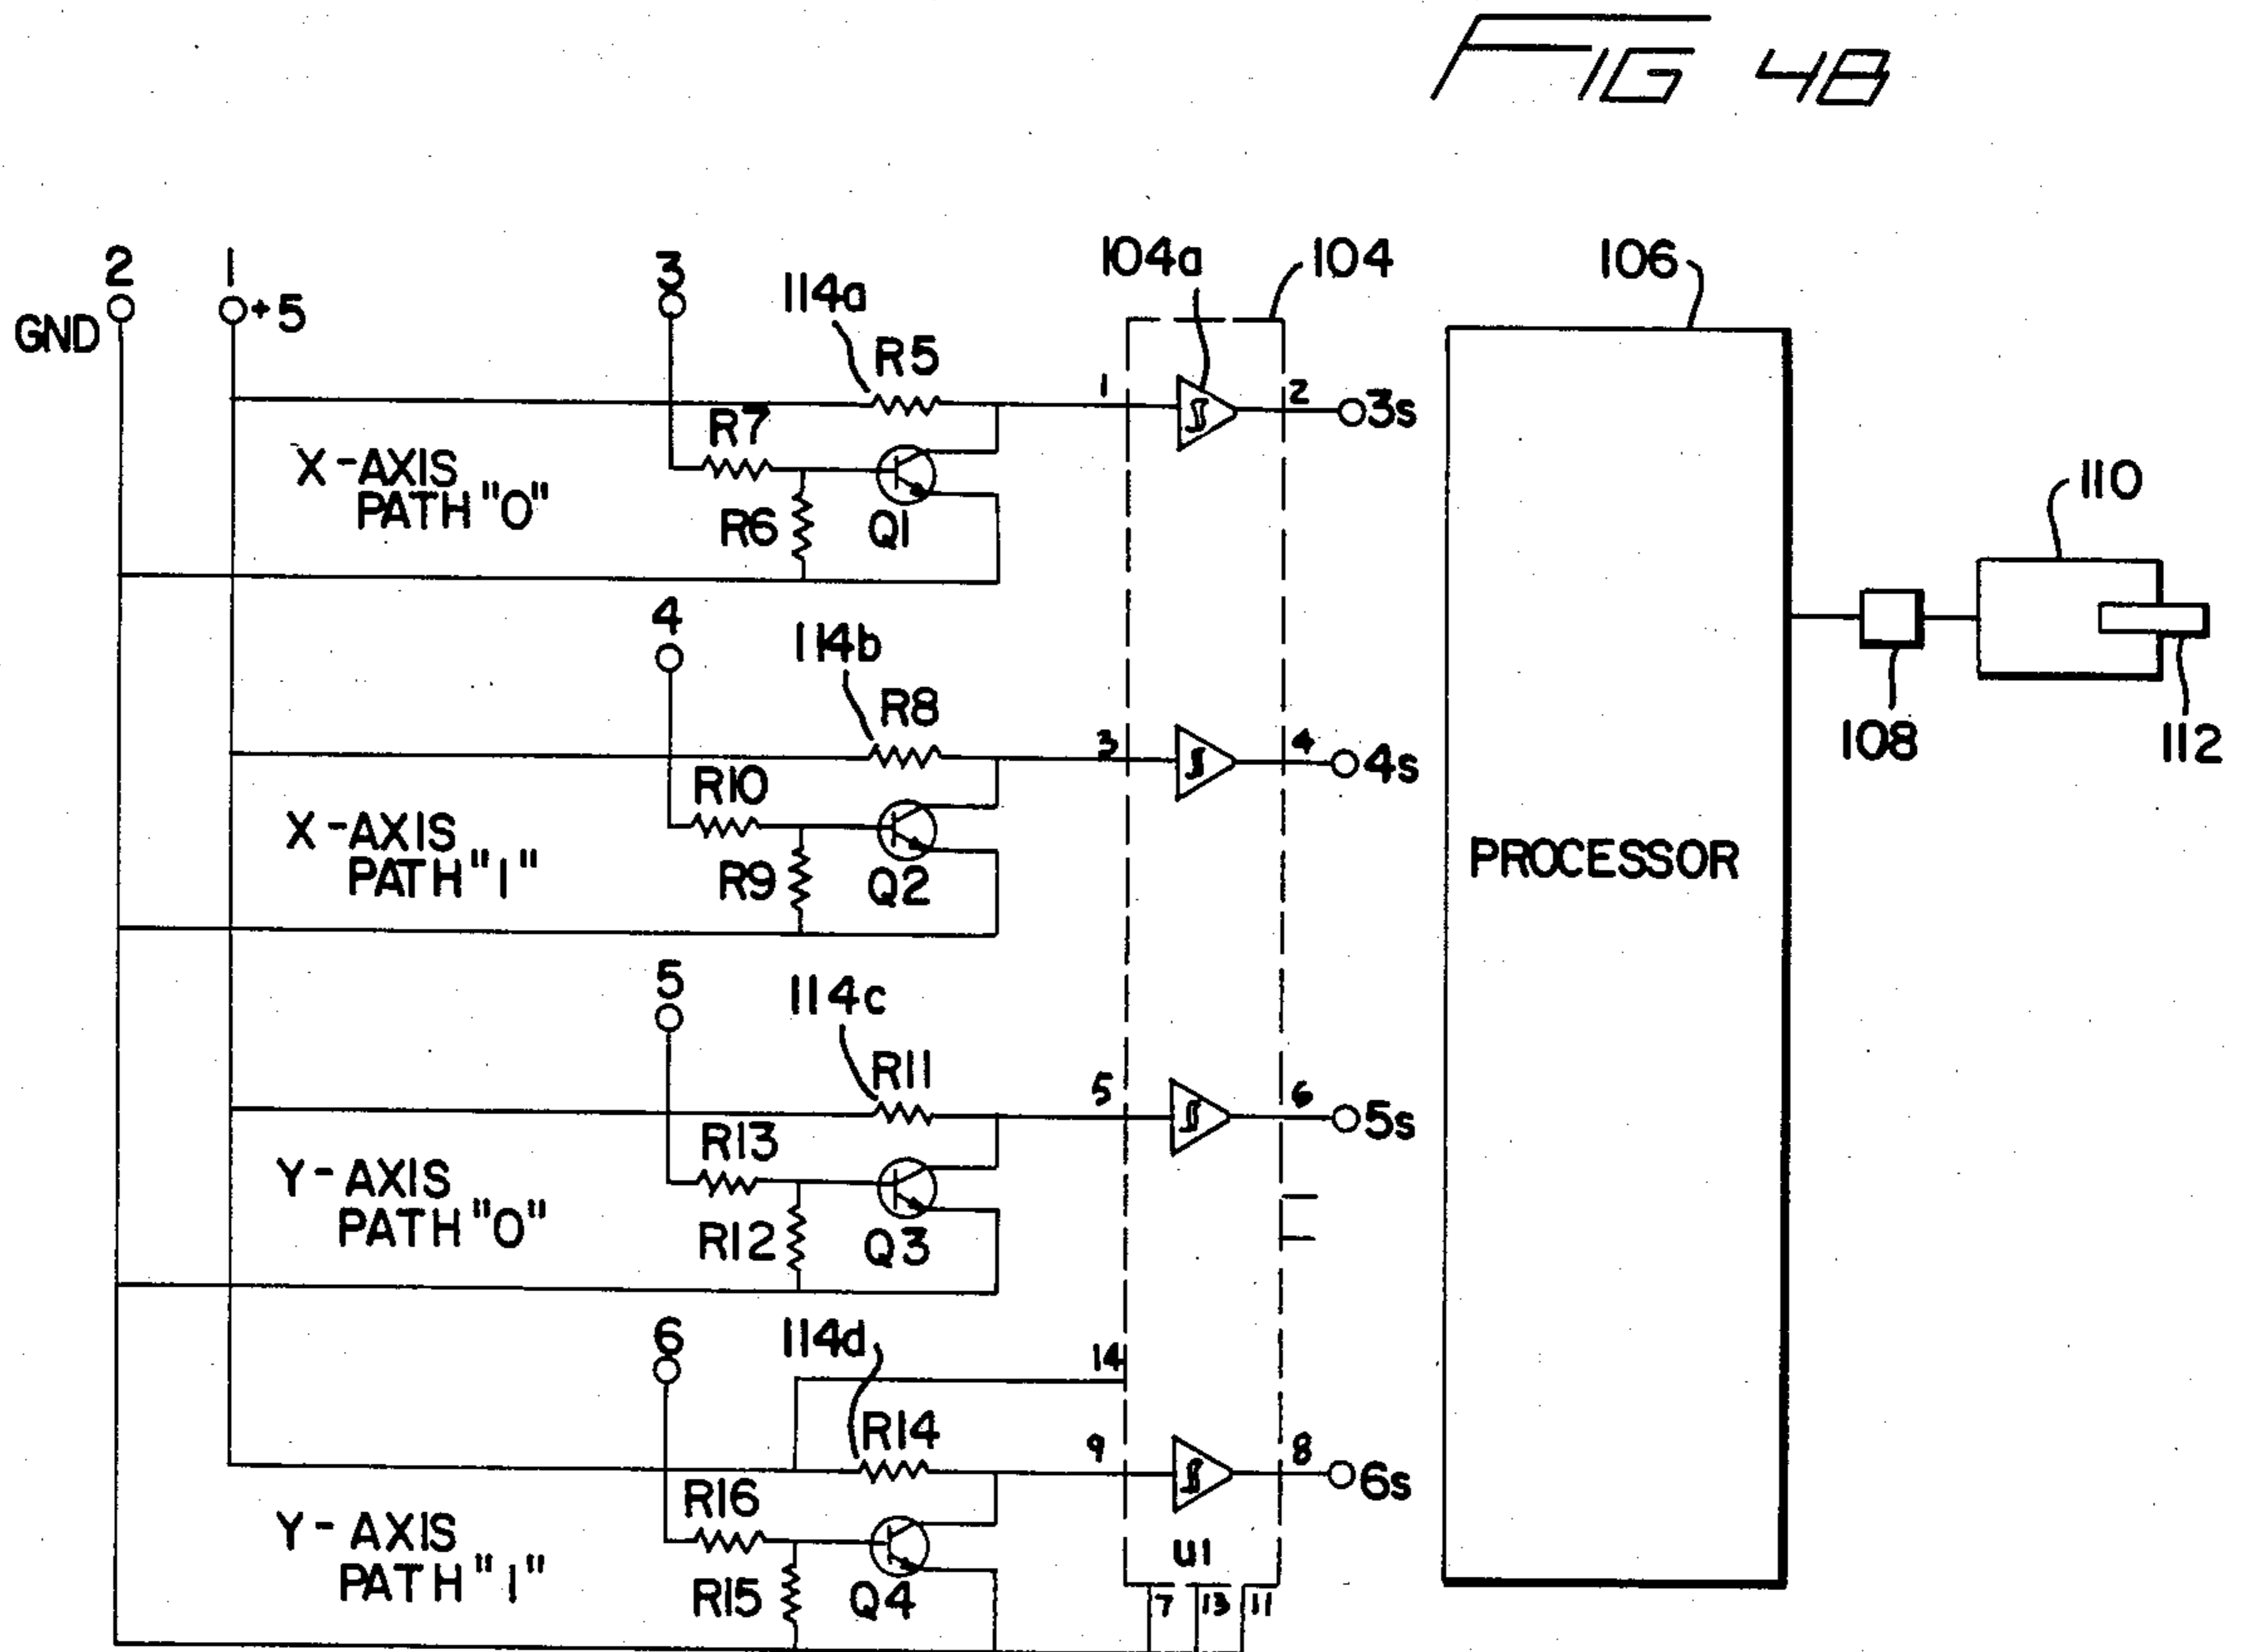 FIG 4B
2
1
3
104a
104
106
114a
GND
+5
R5
1
2
3s
R7
X-AXIS
PATH "0"
R6
Q1
110
4
114b
R8
3
4
4s
108
112
R10
X-AXIS
PATH "1"
R9
Q2
PROCESSOR
5
114c
R11
5
6
5s
R13
Y-AXIS
PATH "0"
R12
Q3
6
114d
14
R14
9
8
6s
R16
Y-AXIS
PATH "1"
R15
Q4
U1
7
13
11